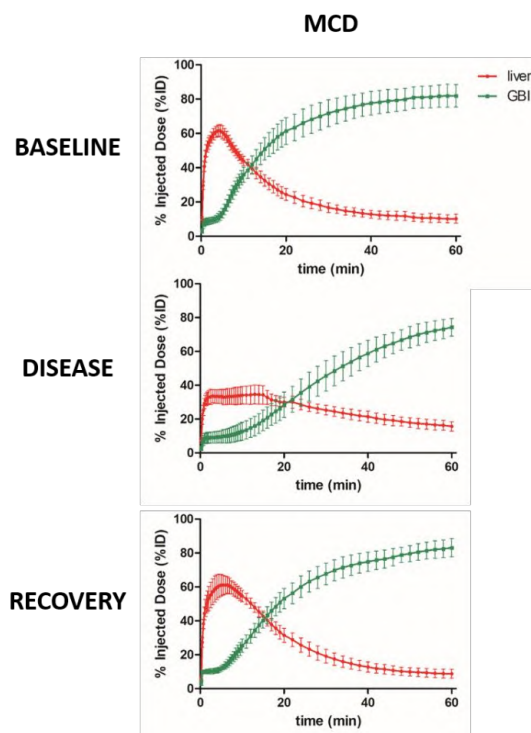 MCD
liver
GBI
BASELINE
% Injected Dose (%ID)
100
80
60
40
20
0
0 20 40 60
time (min)
DISEASE
% Injected Dose (%ID)
100
80
60
40
20
0
0 20 40 60
time (min)
RECOVERY
% Injected Dose (%ID)
100
80
60
40
20
0
0 20 40 60
time (min)